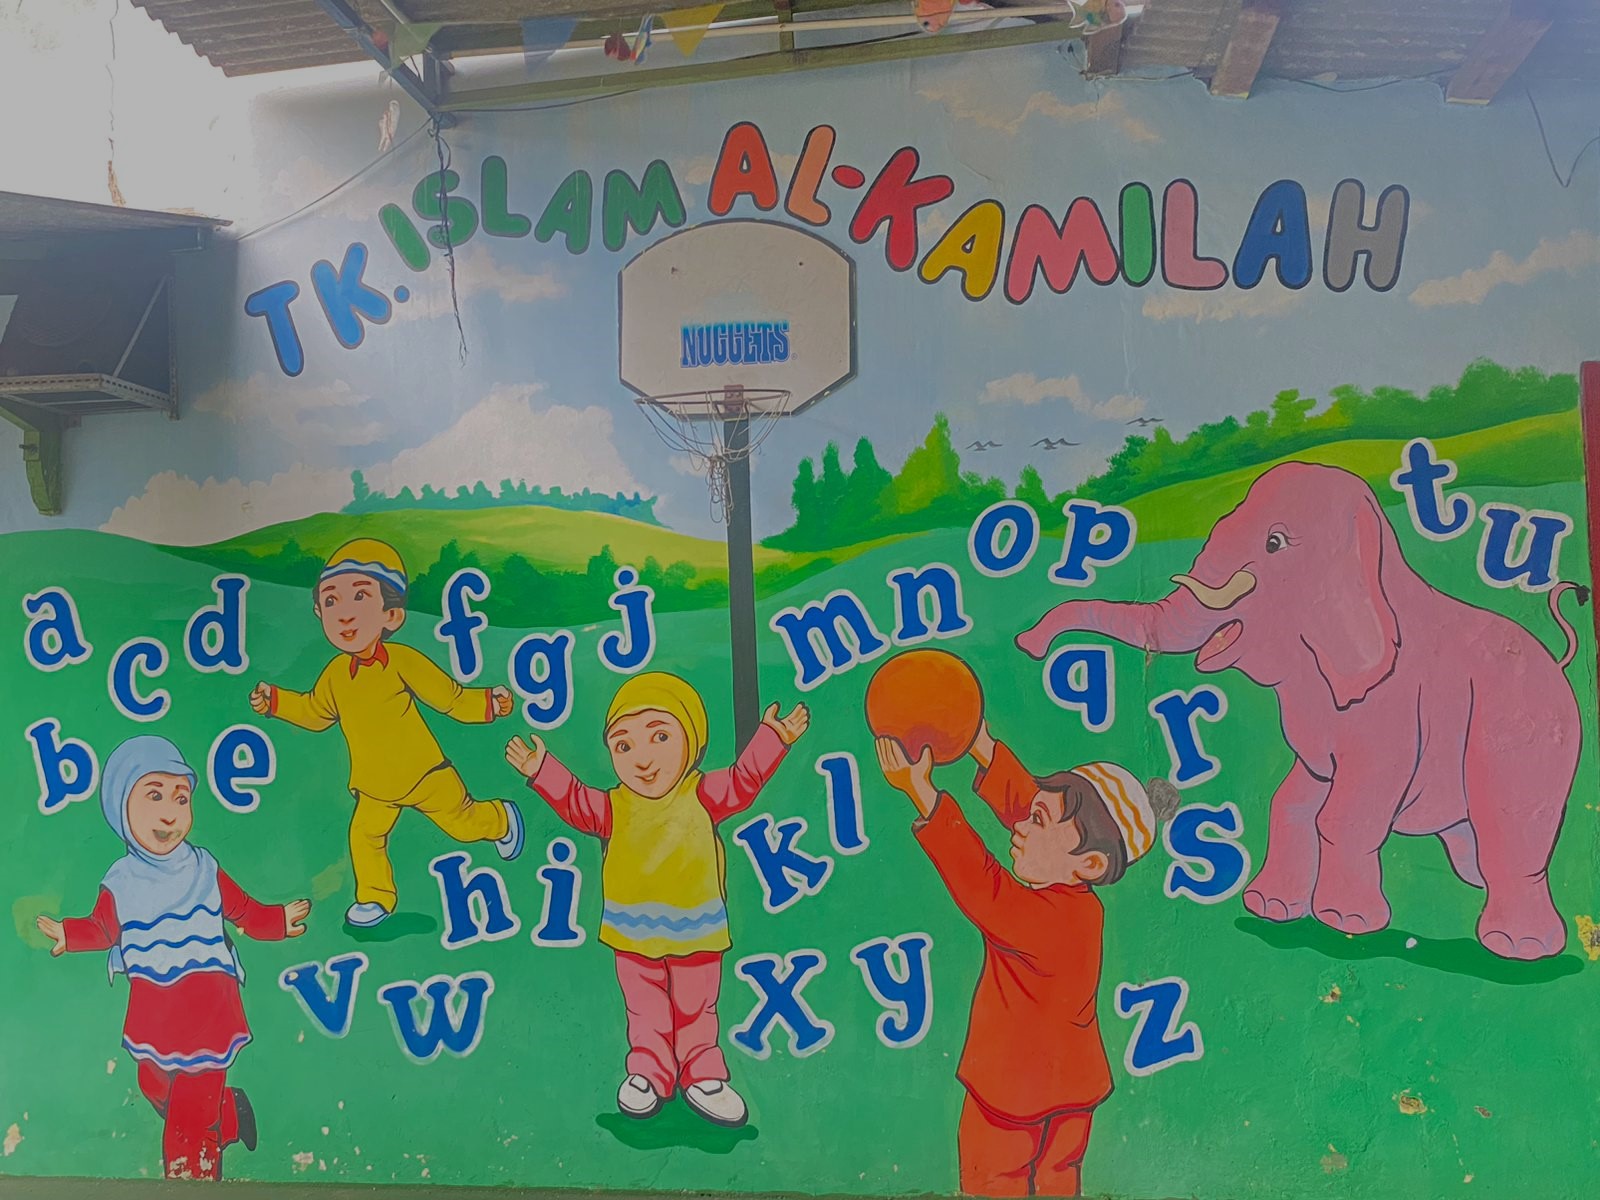 TK. ISLAM AL-KAMILAH
NUGGETS
a c d f g j m n o p t u
b e h i k l q r s
v w x y z